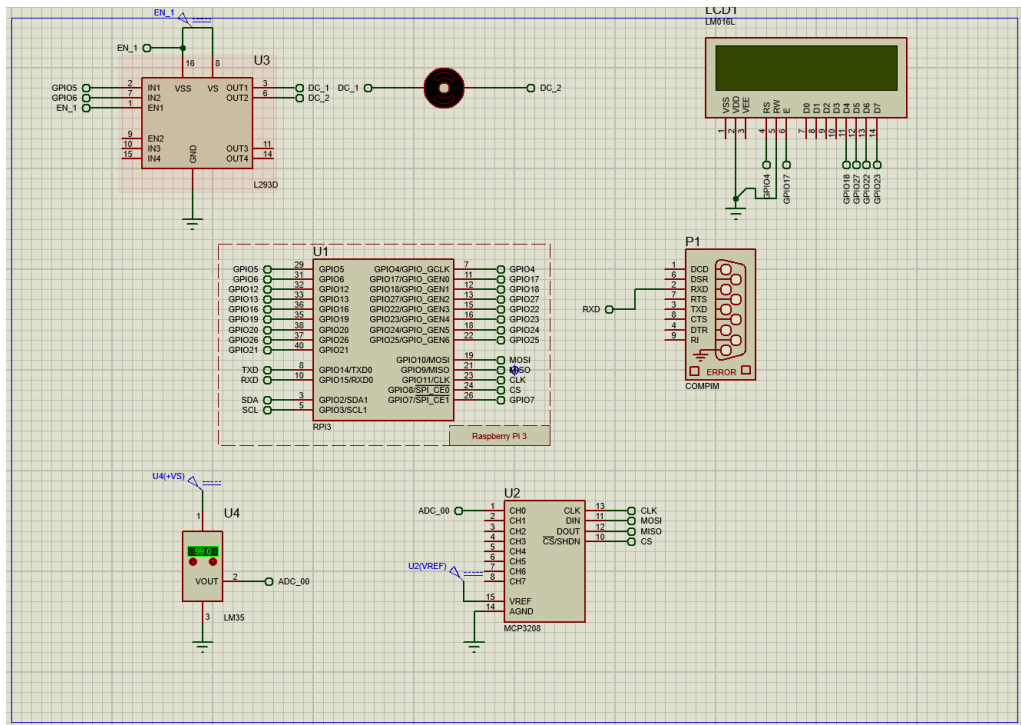 EN_1
EN_1
U3
16 8
VSS VS
GPIO5 2 IN1 OUT1 3 DC_1
GPIO6 7 IN2 OUT2 6 DC_2
EN_1 1 EN1
9 EN2
10 IN3 OUT3 11
15 IN4 OUT4 14
GND
L293D
DC_1 DC_2
LCD1
LM016L
VSS VDD VEE RS RW E D0 D1 D2 D3 D4 D5 D6 D7
1 2 3 4 5 6 7 8 9 10 11 12 13 14
GPIO4 GPIO17 GPIO18 GPIO27 GPIO22 GPIO23
U1
GPIO5 29 GPIO5 GPIO4/GPIO_GCLK 7 GPIO4
GPIO6 31 GPIO6 GPIO17/GPIO_GEN0 11 GPIO17
GPIO12 32 GPIO12 GPIO18/GPIO_GEN1 12 GPIO18
GPIO13 33 GPIO13 GPIO27/GPIO_GEN2 13 GPIO27
GPIO16 36 GPIO16 GPIO22/GPIO_GEN3 15 GPIO22
GPIO19 35 GPIO19 GPIO23/GPIO_GEN4 16 GPIO23
GPIO20 38 GPIO20 GPIO24/GPIO_GEN5 18 GPIO24
GPIO26 37 GPIO26 GPIO25/GPIO_GEN6 22 GPIO25
GPIO21 40 GPIO21
GPIO10/MOSI 19 MOSI
TXD 8 GPIO14/TXD0 GPIO9/MISO 21 MISO
RXD 10 GPIO15/RXD0 GPIO11/CLK 23 CLK
GPIO8/SPI_CE0 24 CS
SDA 3 GPIO2/SDA1 GPIO7/SPI_CE1 26 GPIO7
SCL 5 GPIO3/SCL1
RPI3
Raspberry Pi 3
P1
1 DCD
6 DSR
2 RXD
7 RTS
3 TXD
8 CTS
4 DTR
9 RI
RXD
ERROR
COMPIM
U4(+VS)
1
U4
99.0
VOUT 2 ADC_00
3
LM35
U2
ADC_00 1 CH0 CLK 13 CLK
2 CH1 DIN 11 MOSI
3 CH2 DOUT 12 MISO
4 CH3 CS/SHDN 10 CS
5 CH4
6 CH5
7 CH6
8 CH7
U2(VREF)
15 VREF
14 AGND
MCP3208